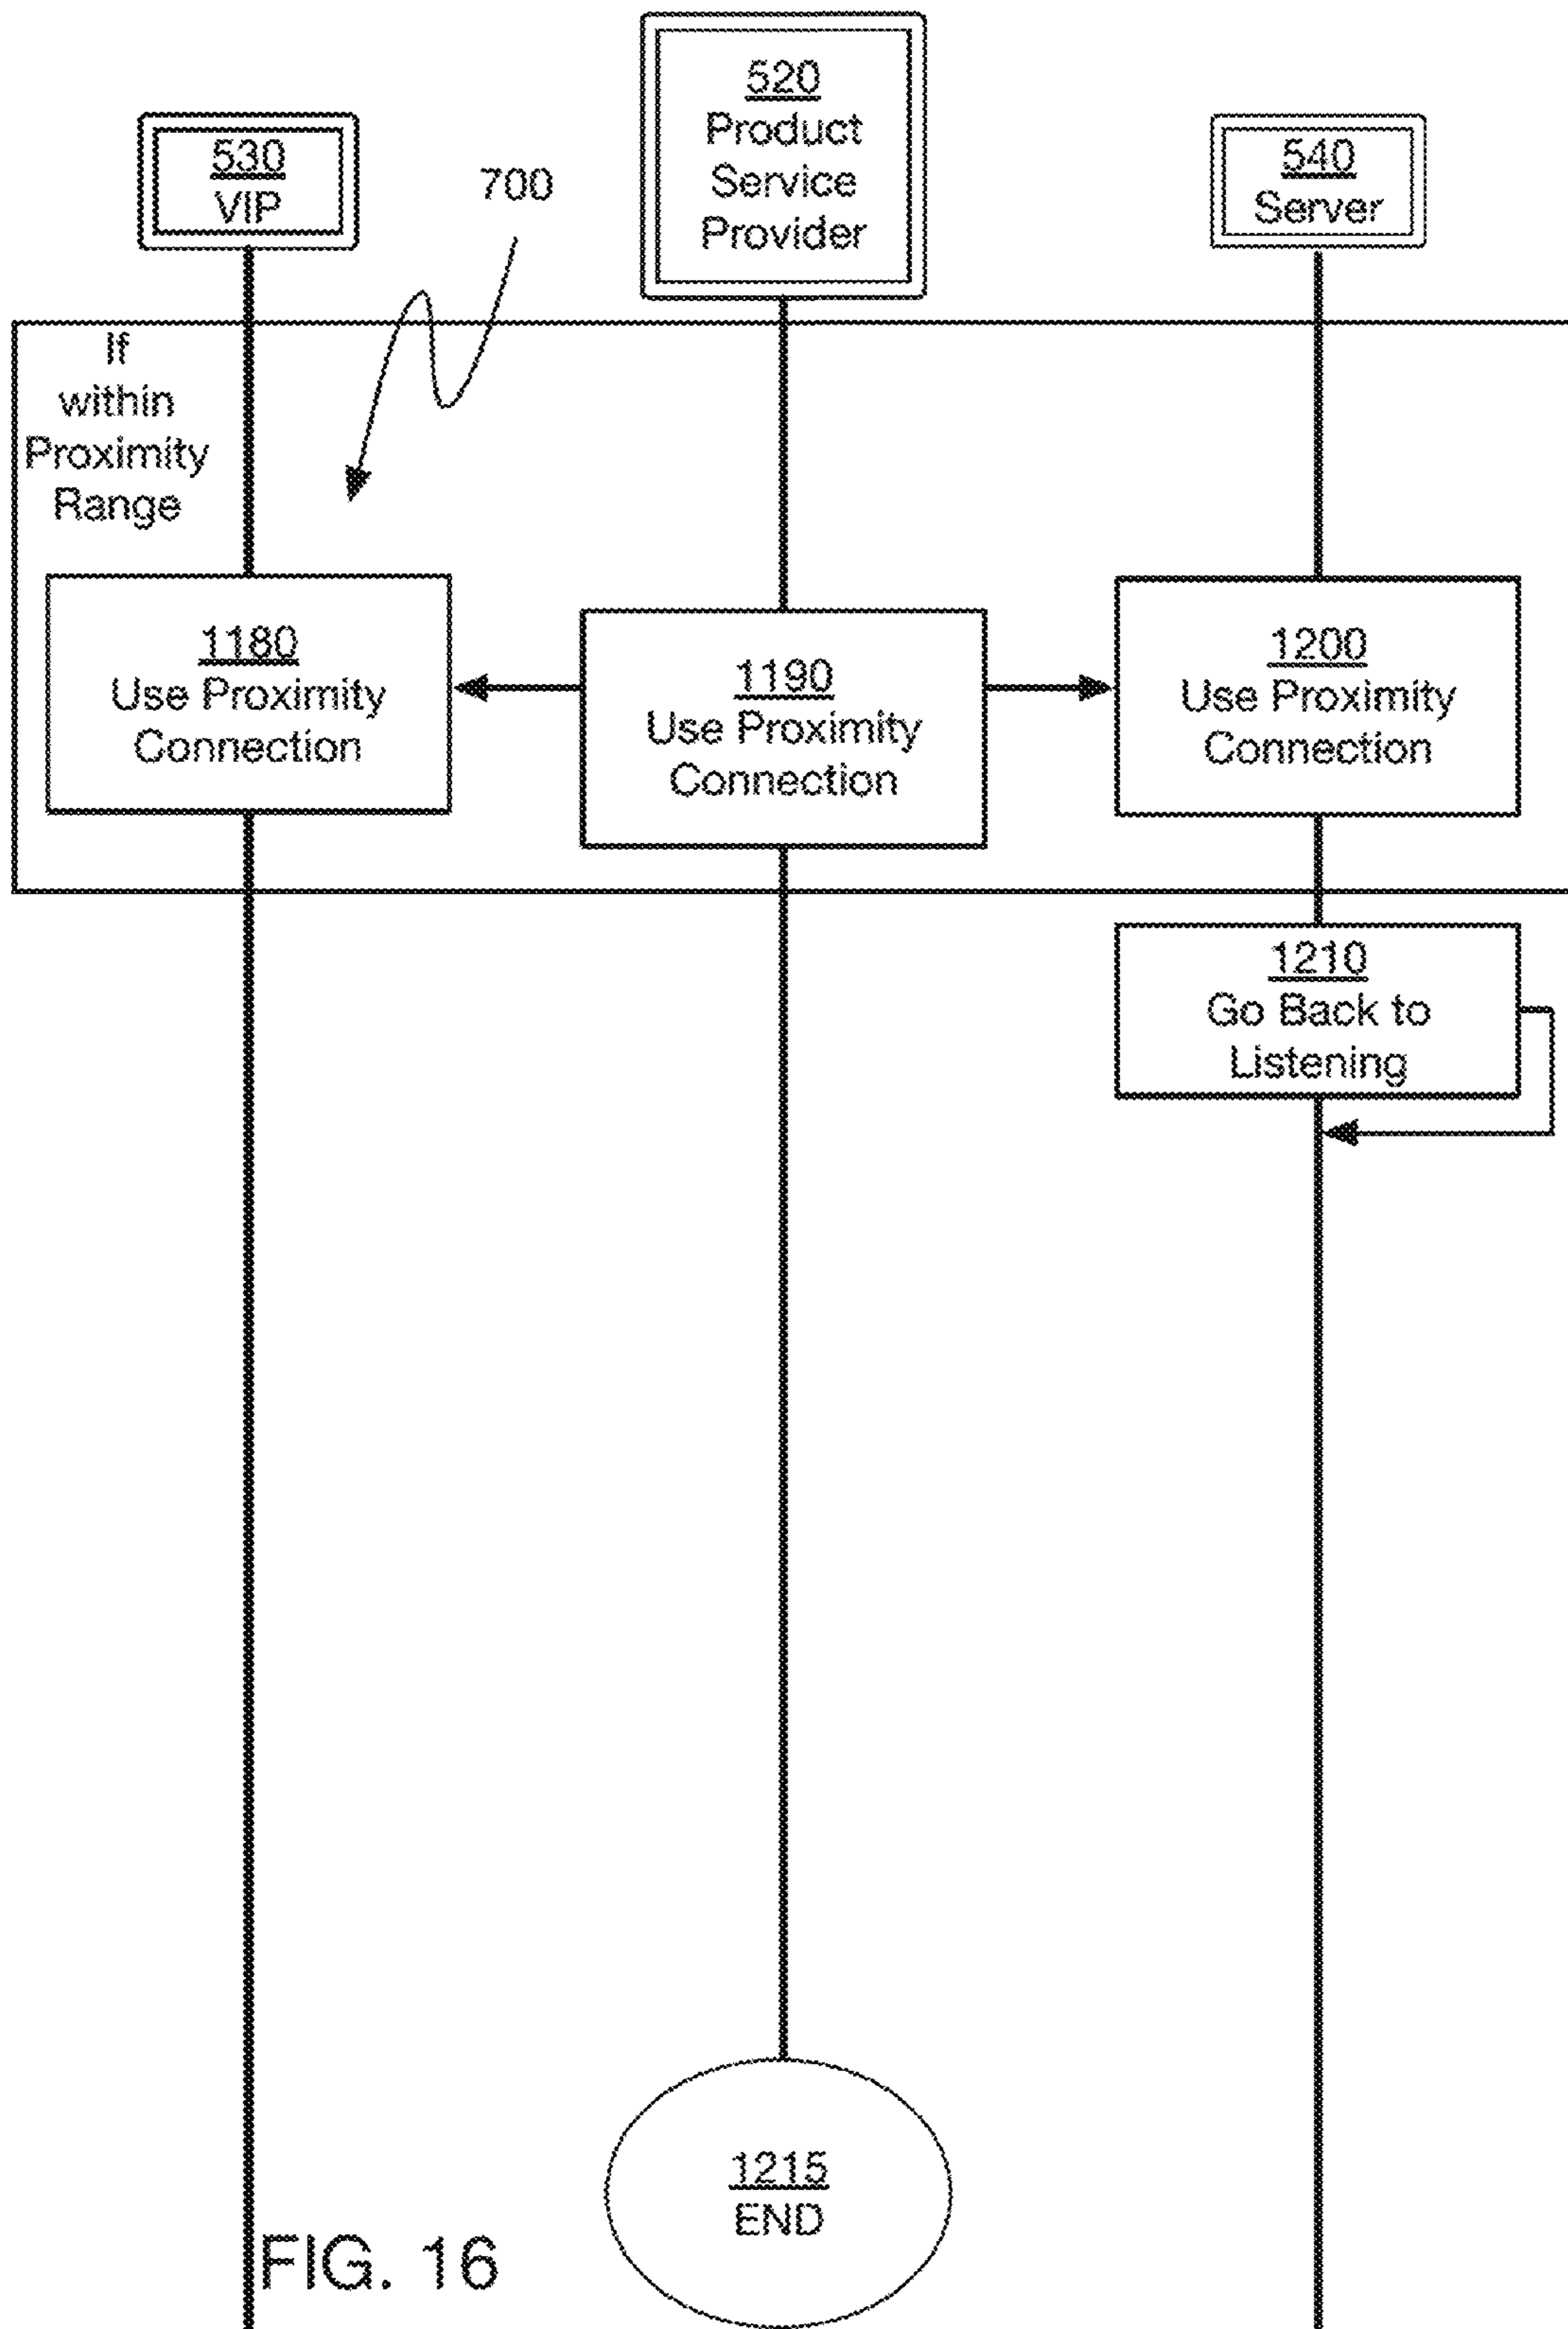 530
VIP
700
520
Product
Service
Provider
540
Server
If
within
Proximity
Range
1180
Use Proximity
Connection
1190
Use Proximity
Connection
1200
Use Proximity
Connection
1210
Go Back to
Listening
1215
END
FIG. 16